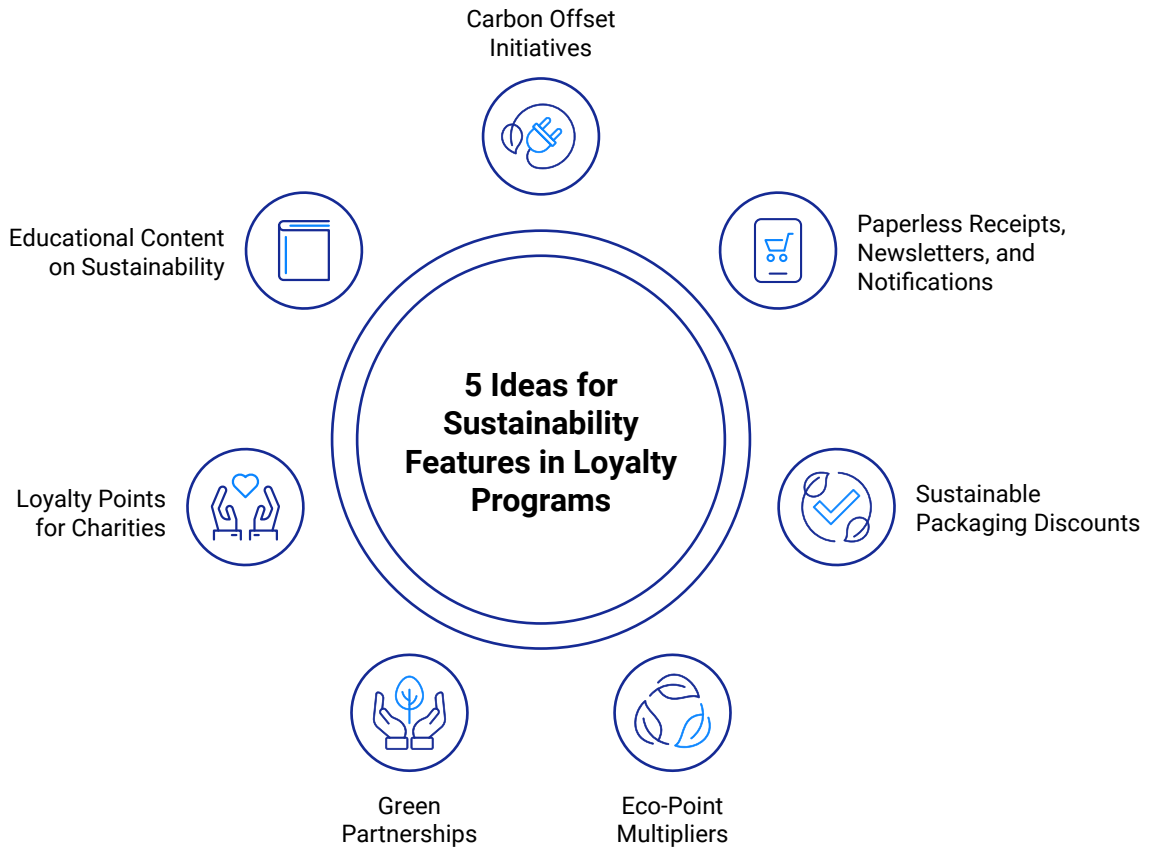 Carbon Offset
Initiatives
Paperless Receipts,
Newsletters, and
Notifications
Sustainable
Packaging Discounts
Eco-Point
Multipliers
Green
Partnerships
Loyalty Points
for Charities
Educational Content
on Sustainability
5 Ideas for
Sustainability
Features in Loyalty
Programs